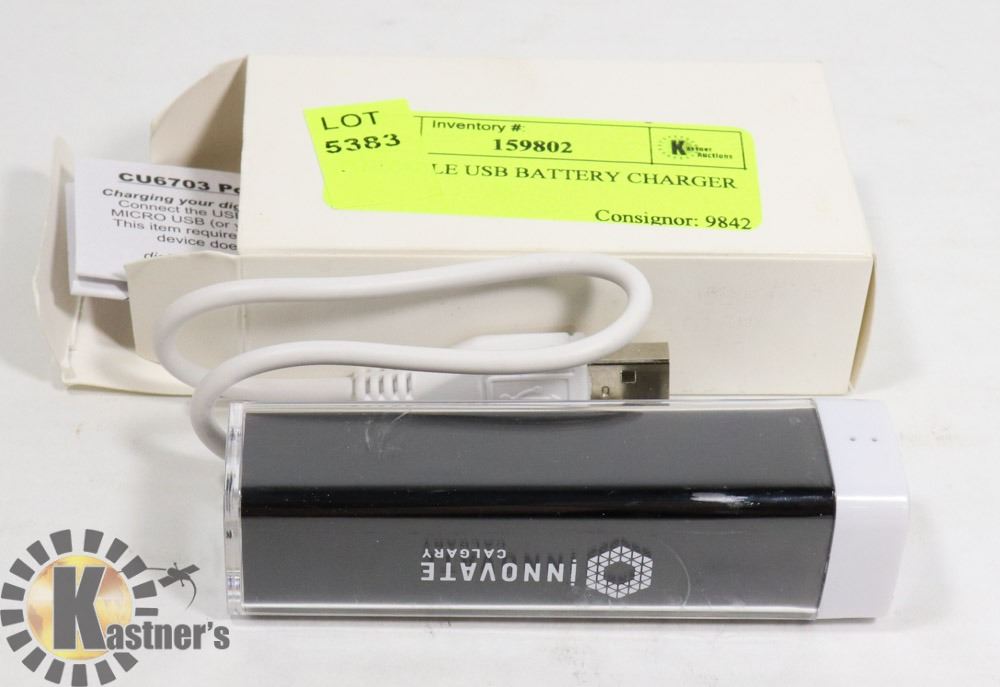 LOT
5383
Inventory #:
159802
Kastner
Auctions
LE USB BATTERY CHARGER
Consignor: 9842
CU6703 Po
Charging your dig
Connect the USB
MICRO USB (or y
This item require
device doe
iNNOVATE
CALGARY
Kastner's